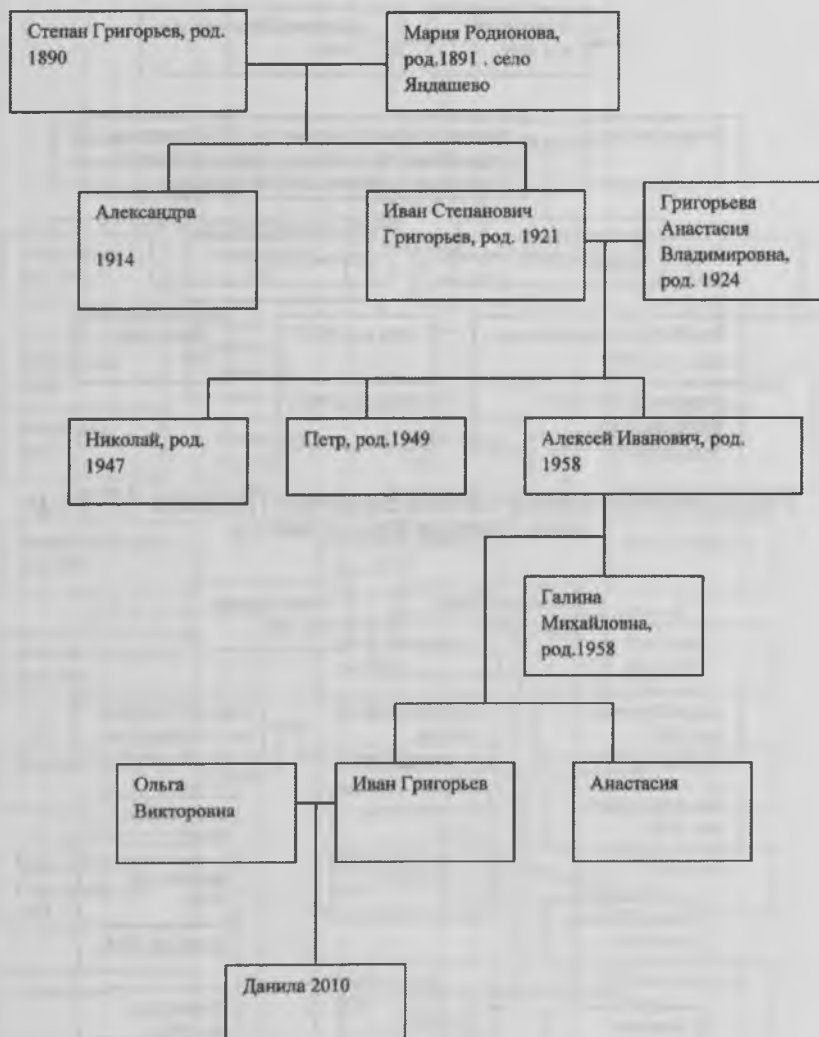 Степан Григорьев, род.
1890
Мария Родионова,
род.1891 . село
Яндашево
Александра
1914
Иван Степанович
Григорьев, род. 1921
Григорьева
Анастасия
Владимировна,
род. 1924
Николай, род.
1947
Петр, род.1949
Алексей Иванович, род.
1958
Галина
Михайловна,
род.1958
Ольга
Викторовна
Иван Григорьев
Анастасия
Данила 2010